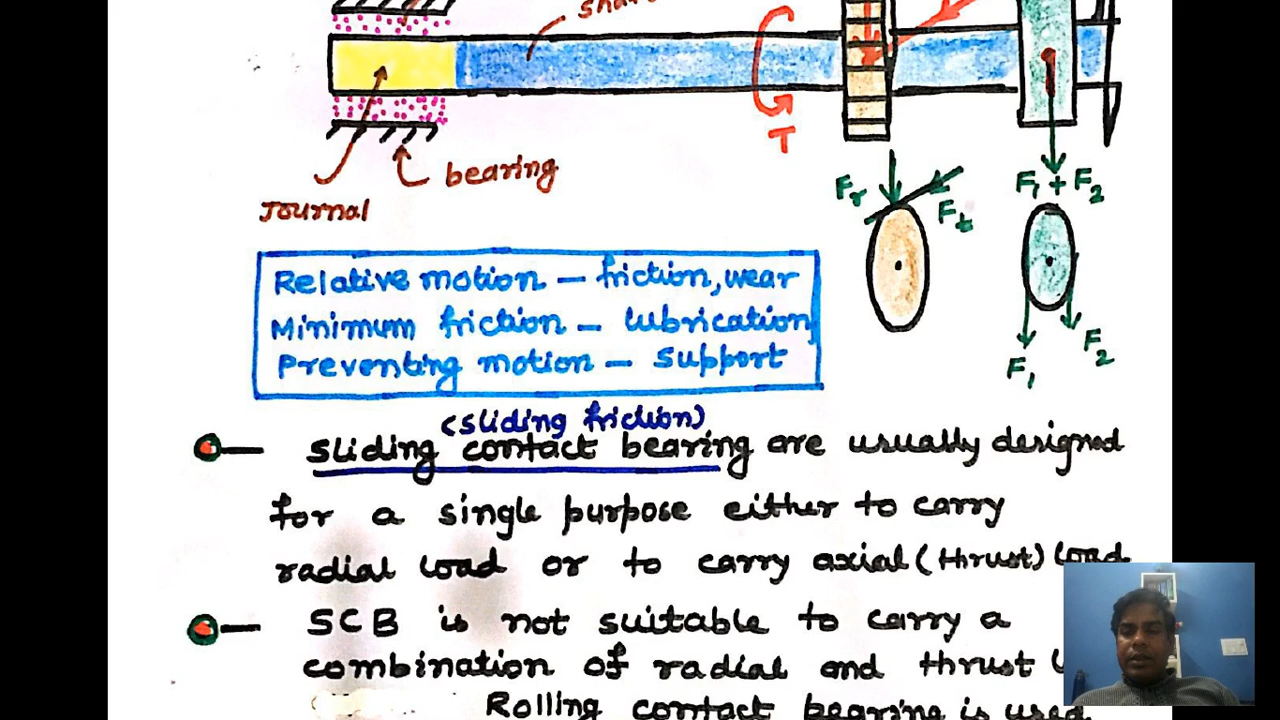 T
bearing
Journal
Fr
Ft
F1 + F2
F1
F2
Relative motion — friction, wear
Minimum friction — lubrication,
Preventing motion — support
(sliding friction)
sliding contact bearing are usually designed
for a single purpose either to carry
radial load or to carry axial (thrust) load
SCB is not suitable to carry a
combination of radial and thrust
Rolling contact bearing is used